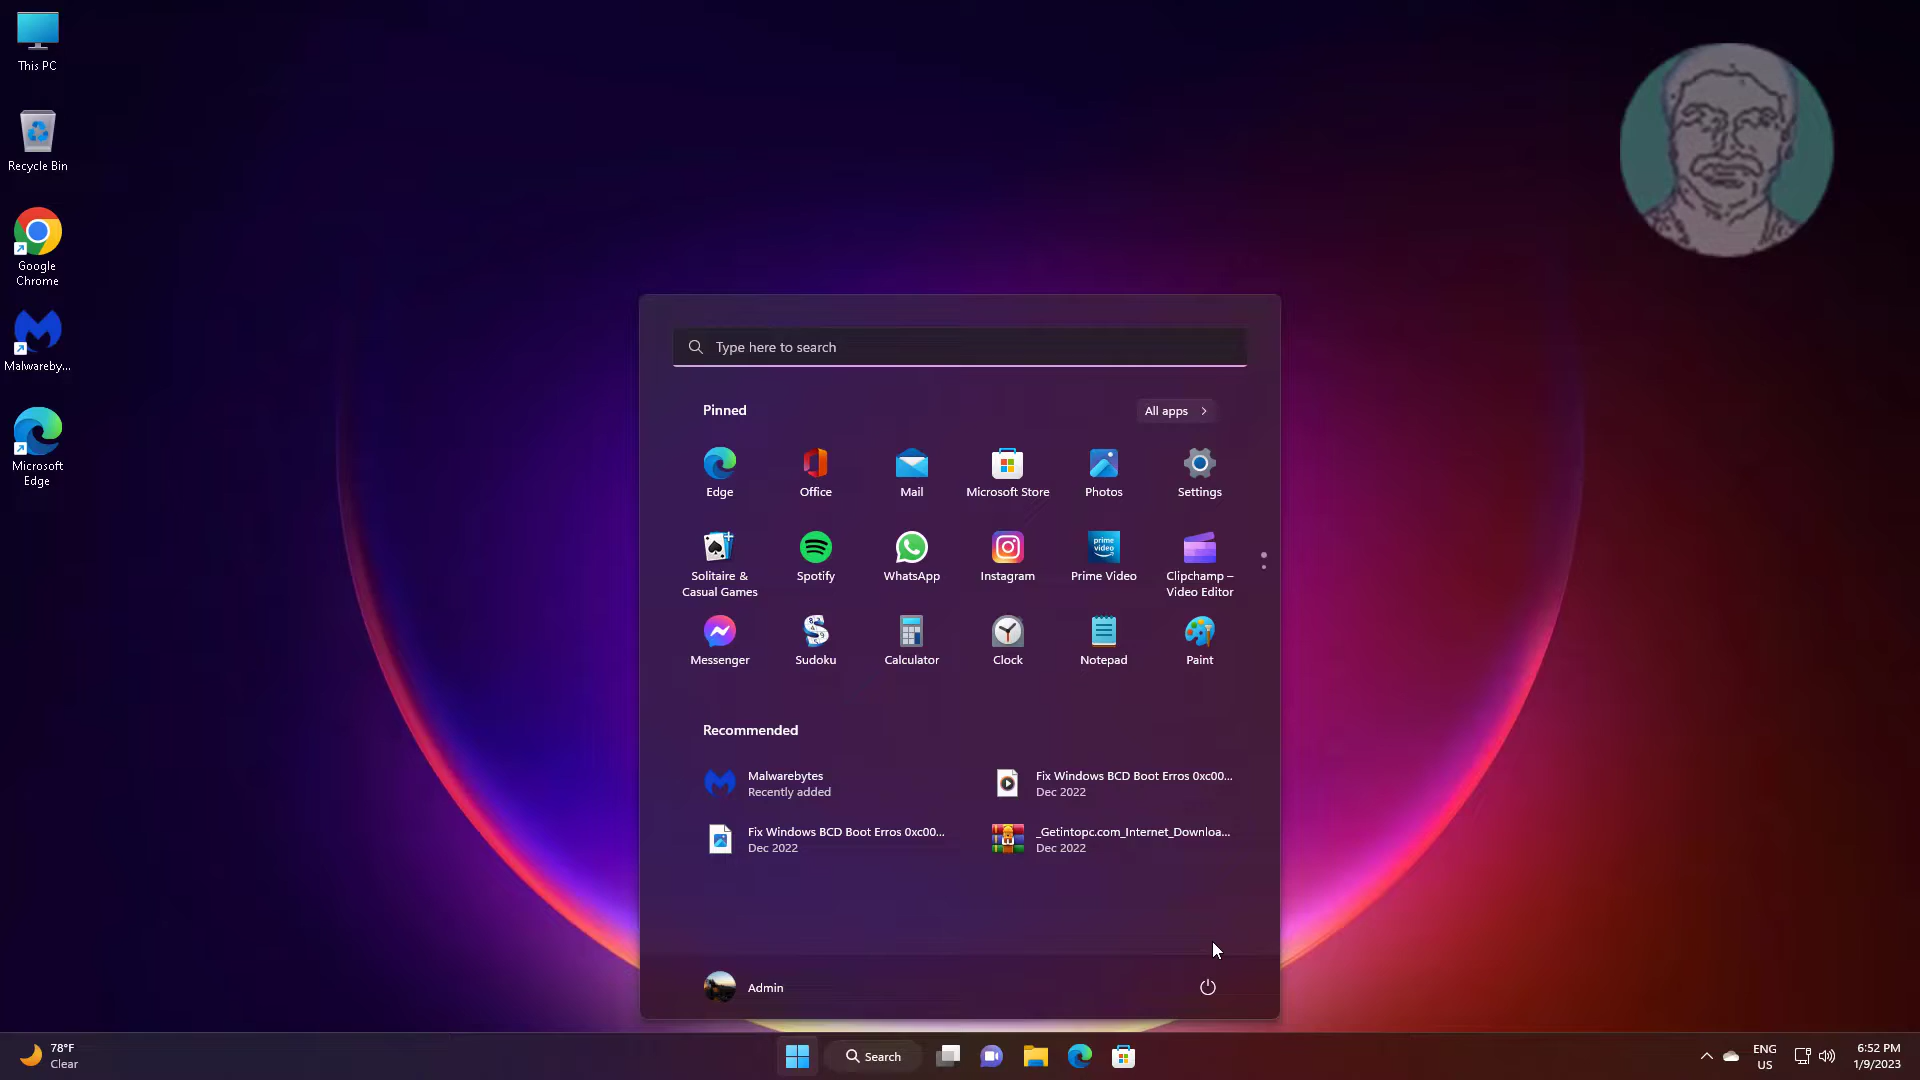 This PC
Recycle Bin
Google
Chrome
Malwareby...
Microsoft
Edge
Type here to search
Pinned
All apps
Edge
Office
Mail
Microsoft Store
Photos
Settings
Solitaire &
Casual Games
Spotify
WhatsApp
Instagram
prime
video
Prime Video
Clipchamp –
Video Editor
Messenger
Sudoku
Calculator
Clock
Notepad
Paint
Recommended
Malwarebytes
Recently added
Fix Windows BCD Boot Erros 0xc00...
Dec 2022
Fix Windows BCD Boot Erros 0xc00...
Dec 2022
_Getintopc.com_Internet_Downloa...
Dec 2022
Admin
78°F
Clear
Search
ENG
US
6:52 PM
1/9/2023